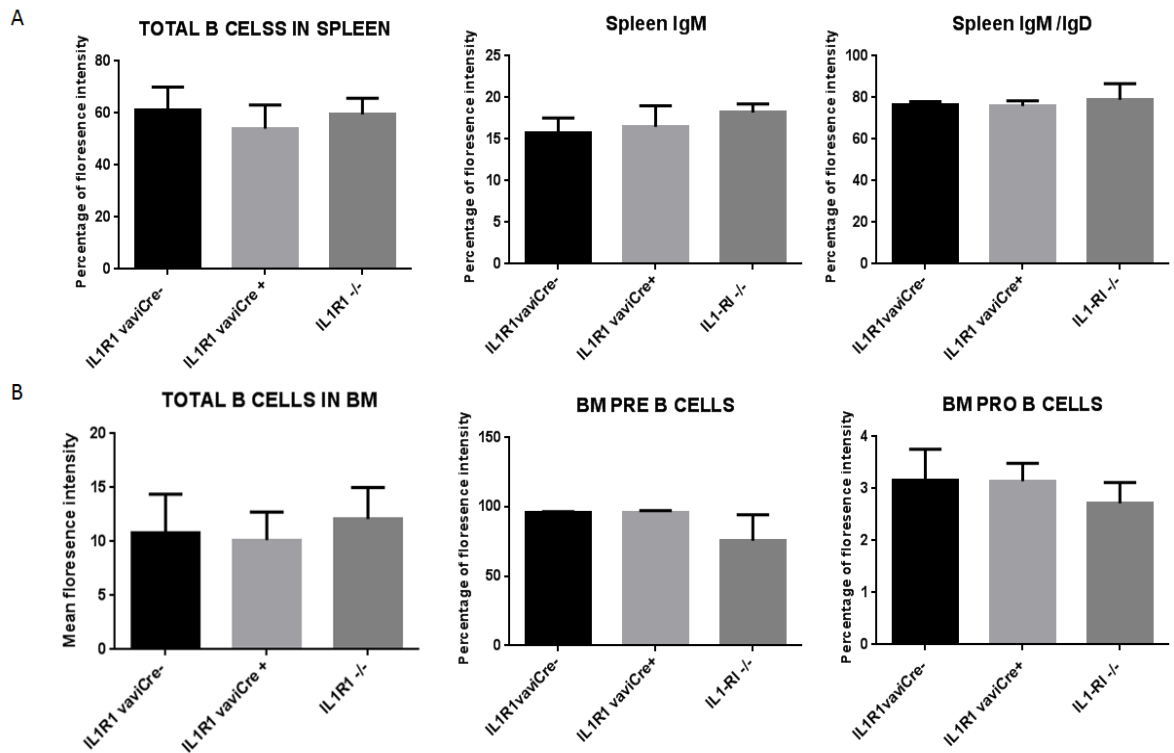 A
TOTAL B CELSS IN SPLEEN
Percentage of floresence intensity
80
60
40
20
0
IL1R1 vaviCre-
IL1R1 vaviCre +
IL1R1 -/-
Spleen IgM
Percentage of floresence intensity
25
20
15
10
5
0
IL1R1vaviCre-
IL1R1 vaviCre+
IL1-RI -/-
Spleen IgM /IgD
Percentage of floresence intensity
100
80
60
40
20
0
IL1R1vaviCre-
IL1R1 vaviCre+
IL1-RI -/-
B
TOTAL B CELLS IN BM
Mean floresence intensity
20
15
10
5
0
IL1R1 vaviCre-
IL1R1 vaviCre +
IL1R1 -/-
BM PRE B CELLS
Percentage of floresence intensity
150
100
50
0
IL1R1vaviCre-
IL1R1 vaviCre+
IL1-RI -/-
BM PRO B CELLS
Percentage of floresence intensity
4
3
2
1
0
IL1R1vaviCre-
IL1R1 vaviCre+
IL1-RI -/-